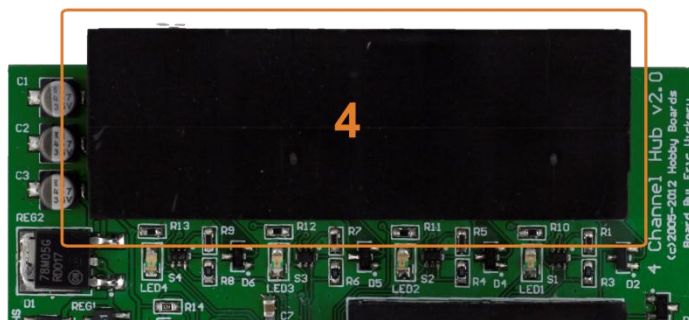 4
C1
C2
C3
REG2
78M05G
R13
R9
R12
R7
R11
R5
R10
R1
S4
S3
S2
S1
LED4
R8
D6
LED3
R6
D5
LED2
R4
D4
LED1
R3
D2
D1
REG1
R14
C7
4 Channel Hub v2.0
(c)2005-2012 Hobby Boards